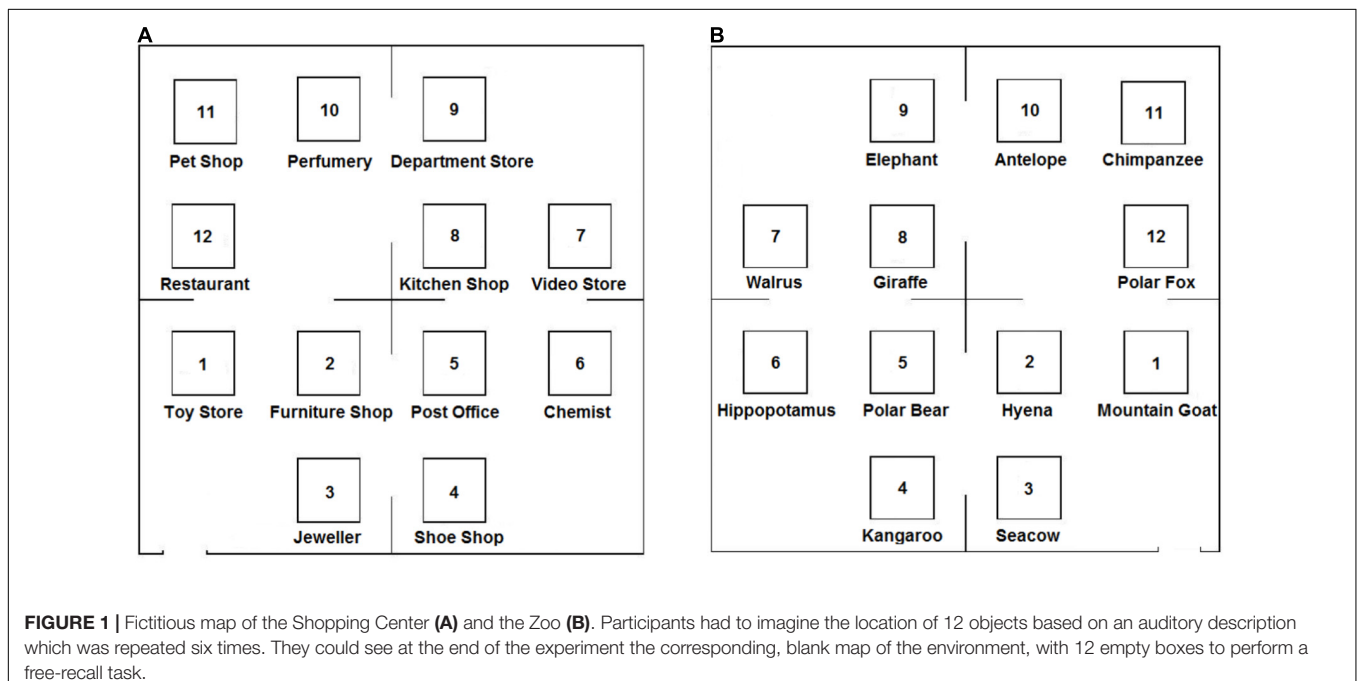 A
11
10
9
Pet Shop
Perfumery
Department Store
12
8
7
Restaurant
Kitchen Shop
Video Store
1
2
5
6
Toy Store
Furniture Shop
Post Office
Chemist
3
4
Jeweller
Shoe Shop
B
9
10
11
Elephant
Antelope
Chimpanzee
7
8
12
Walrus
Giraffe
Polar Fox
6
5
2
1
Hippopotamus
Polar Bear
Hyena
Mountain Goat
4
3
Kangaroo
Seacow
FIGURE 1 | Fictitious map of the Shopping Center (A) and the Zoo (B). Participants had to imagine the location of 12 objects based on an auditory description
which was repeated six times. They could see at the end of the experiment the corresponding, blank map of the environment, with 12 empty boxes to perform a
free-recall task.